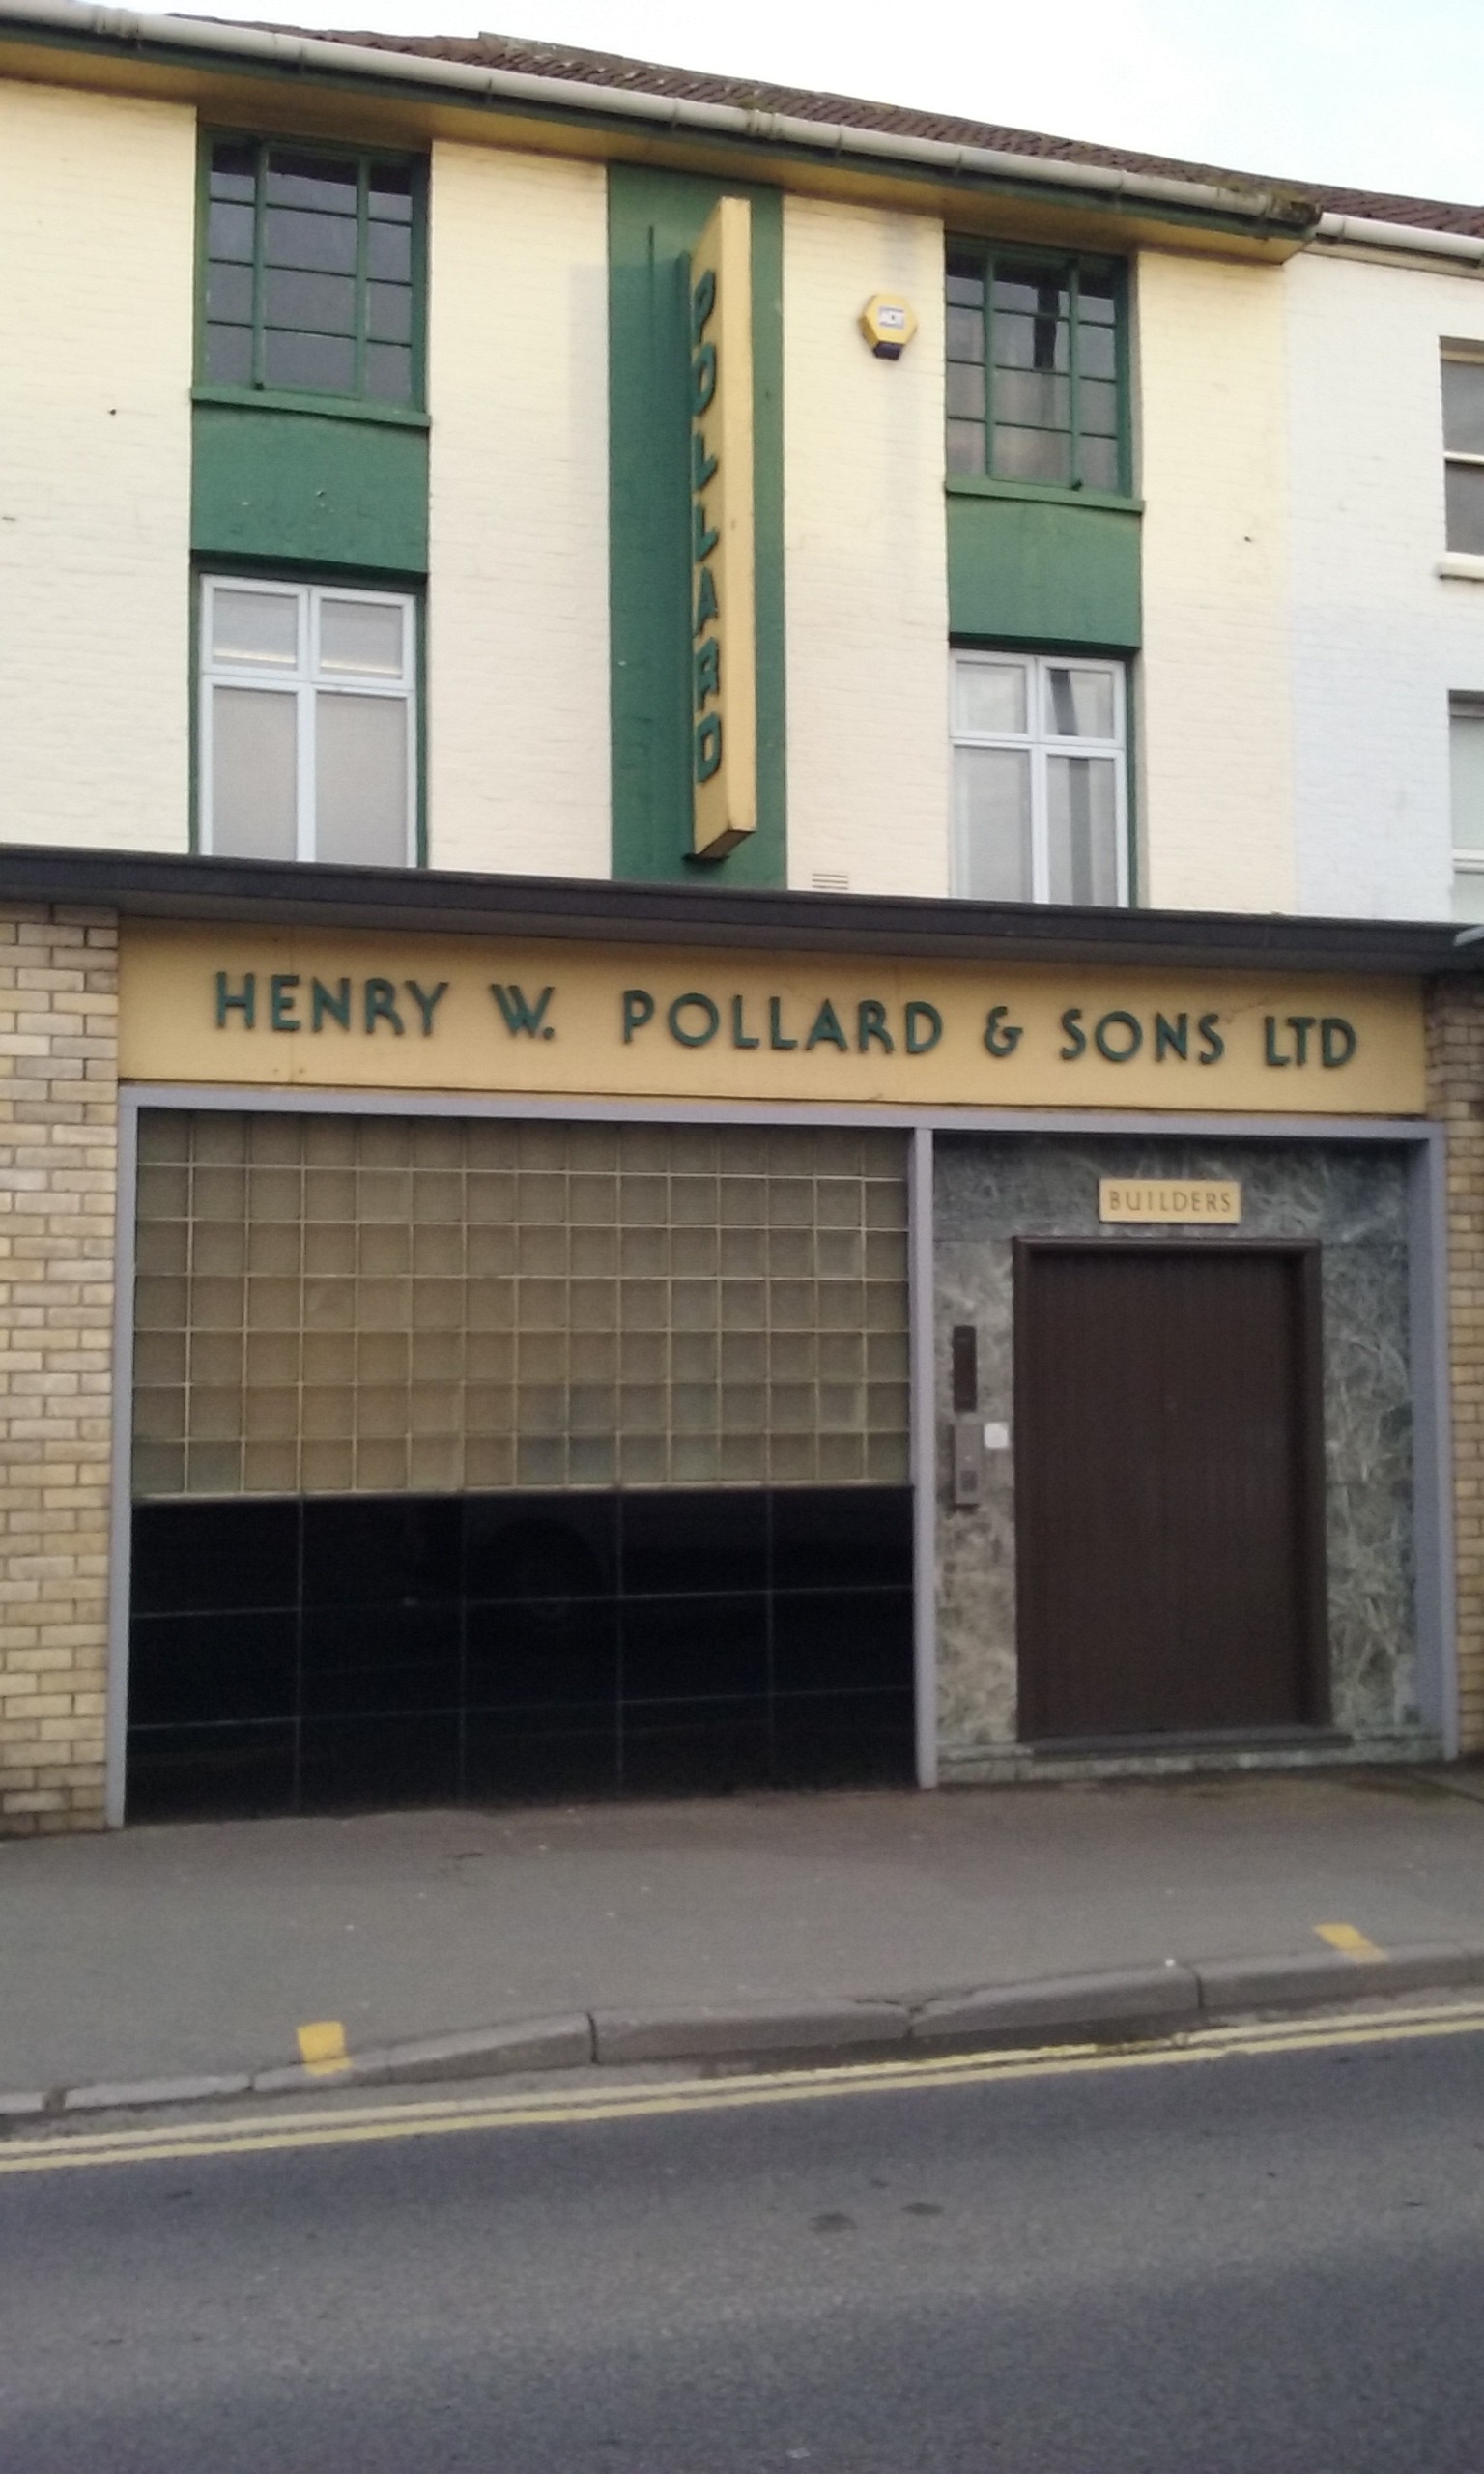 POLLARD
HENRY W. POLLARD & SONS LTD
BUILDERS